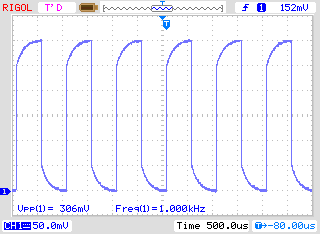 RIGOL T'D f 1 152mV
T
1
Vpp(1)= 306mV Freq(1)=1.000kHz
CH1 50.0mV Time 500.0us T→-80.00us